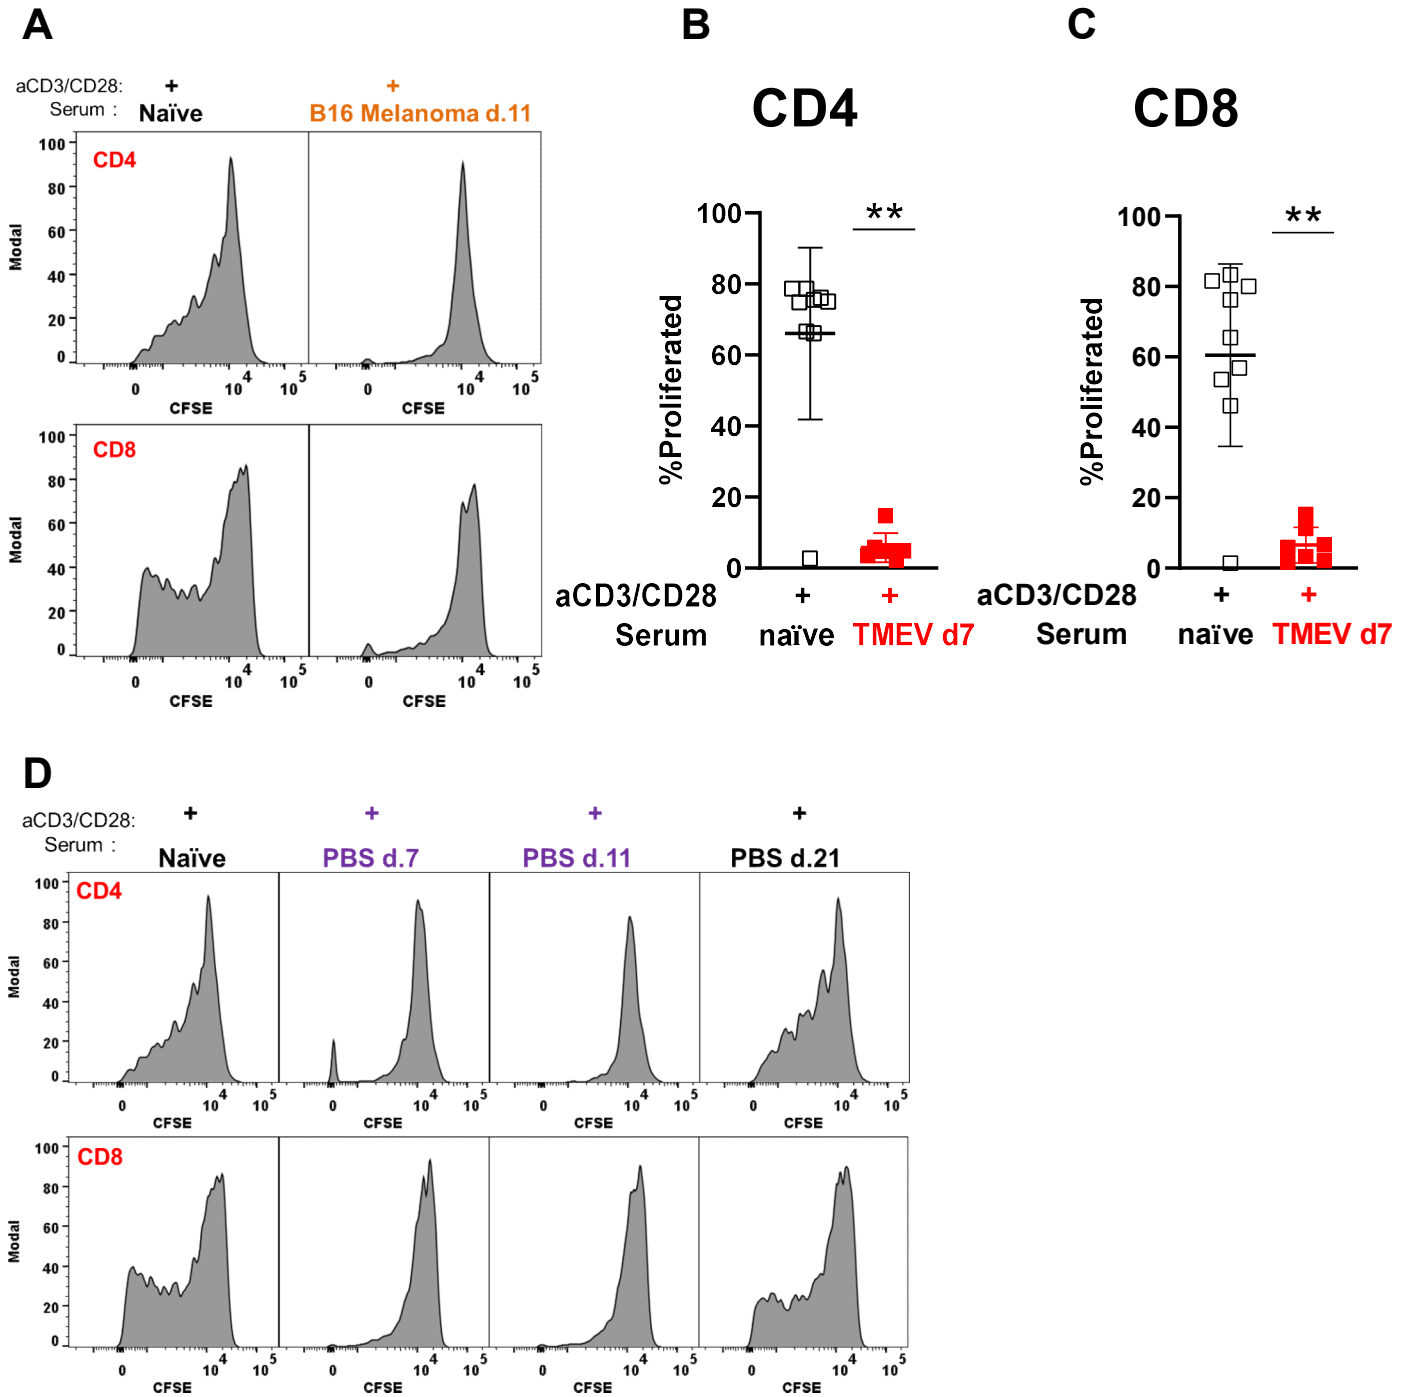 A
aCD3/CD28: + +
Serum : Naïve B16 Melanoma d.11
CD4
Modal
100
80
60
40
20
0
0 10^4 10^5 0 10^4 10^5
CFSE CFSE
CD8
Modal
100
80
60
40
20
0
0 10^4 10^5 0 10^4 10^5
CFSE CFSE
B
CD4
**
%Proliferated
100
80
60
40
20
0
aCD3/CD28 + +
Serum naïve TMEV d7
C
CD8
**
%Proliferated
100
80
60
40
20
0
aCD3/CD28 + +
Serum naïve TMEV d7
D
aCD3/CD28: + + + +
Serum : Naïve PBS d.7 PBS d.11 PBS d.21
CD4
Modal
100
80
60
40
20
0
0 10^4 10^5 0 10^4 10^5 0 10^4 10^5 0 10^4 10^5
CFSE CFSE CFSE CFSE
CD8
Modal
100
80
60
40
20
0
0 10^4 10^5 0 10^4 10^5 0 10^4 10^5 0 10^4 10^5
CFSE CFSE CFSE CFSE